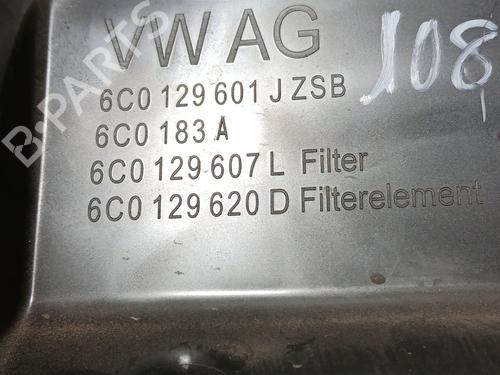 VW AG
108
6C0 129 601 J ZSB
6C0 183 A
6C0 129 607 L Filter
6C0 129 620 D Filterelement
B-PARTS